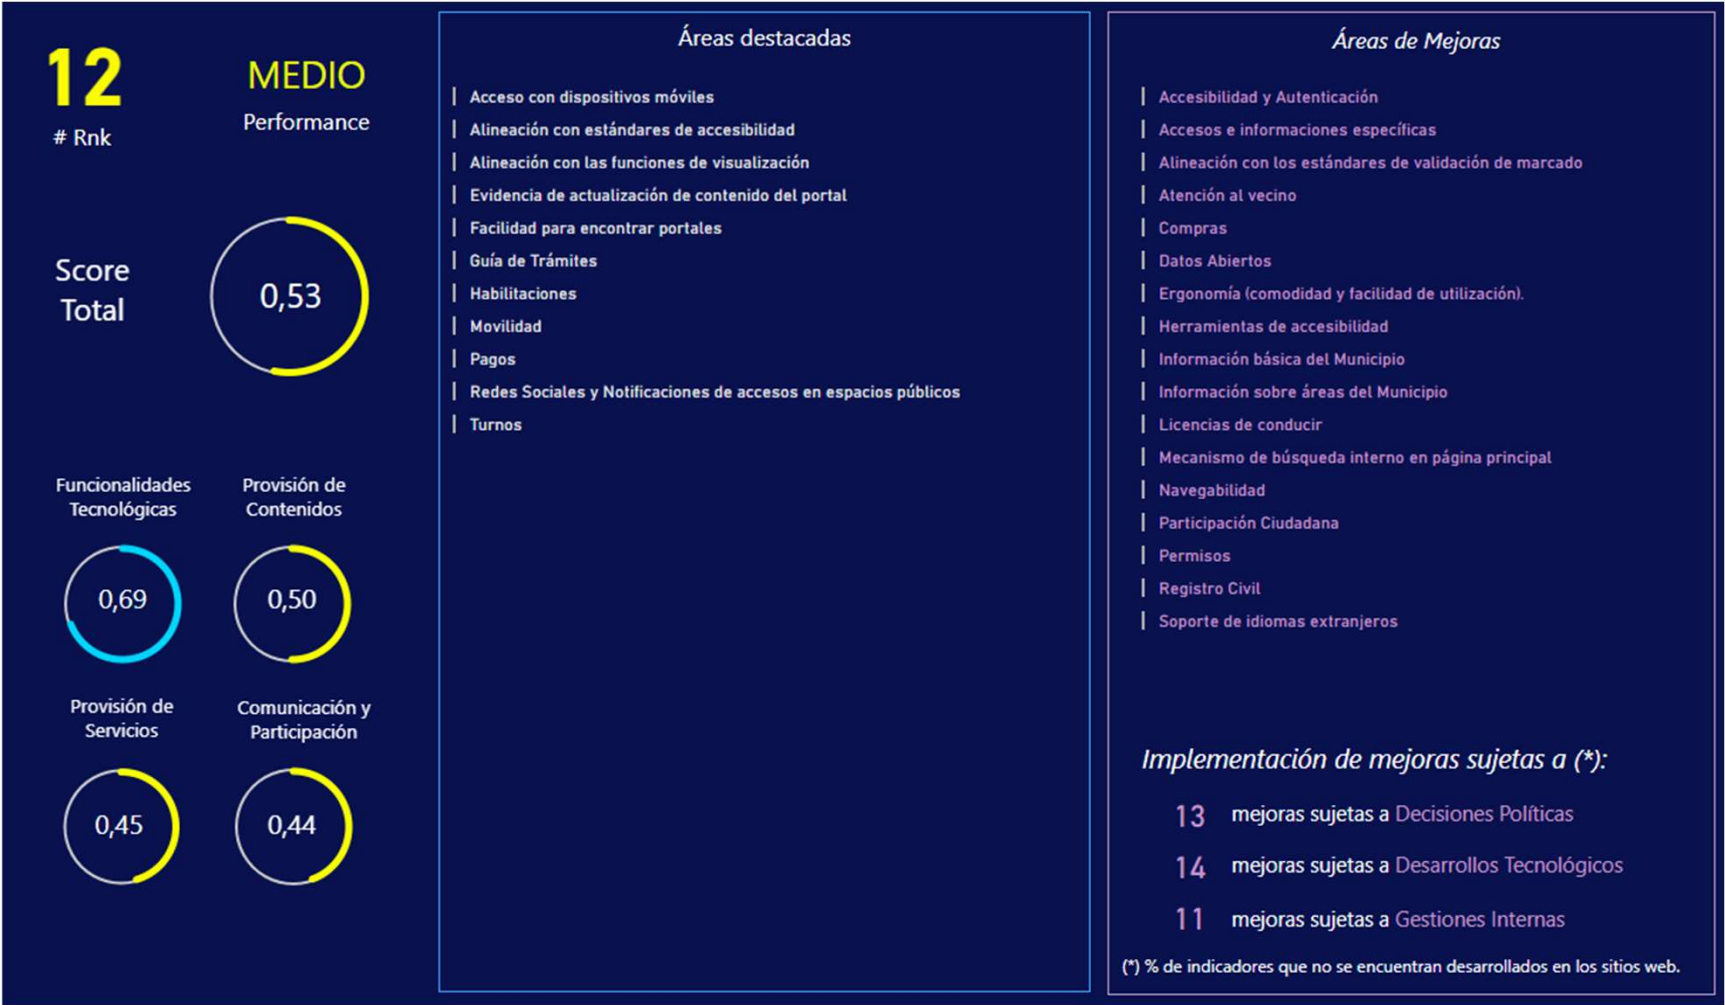 12
# Rnk
MEDIO
Performance
Score
Total
0,53
Funcionalidades
Tecnológicas
0,69
Provisión de
Contenidos
0,50
Provisión de
Servicios
0,45
Comunicación y
Participación
0,44
Áreas destacadas
Acceso con dispositivos móviles
Alineación con estándares de accesibilidad
Alineación con las funciones de visualización
Evidencia de actualización de contenido del portal
Facilidad para encontrar portales
Guía de Trámites
Habilitaciones
Movilidad
Pagos
Redes Sociales y Notificaciones de accesos en espacios públicos
Turnos
Áreas de Mejoras
Accesibilidad y Autenticación
Accesos e informaciones específicas
Alineación con los estándares de validación de marcado
Atención al vecino
Compras
Datos Abiertos
Ergonomía (comodidad y facilidad de utilización).
Herramientas de accesibilidad
Información básica del Municipio
Información sobre áreas del Municipio
Licencias de conducir
Mecanismo de búsqueda interno en página principal
Navegabilidad
Participación Ciudadana
Permisos
Registro Civil
Soporte de idiomas extranjeros
Implementación de mejoras sujetas a (*):
13 mejoras sujetas a Decisiones Políticas
14 mejoras sujetas a Desarrollos Tecnológicos
11 mejoras sujetas a Gestiones Internas
(*) % de indicadores que no se encuentran desarrollados en los sitios web.